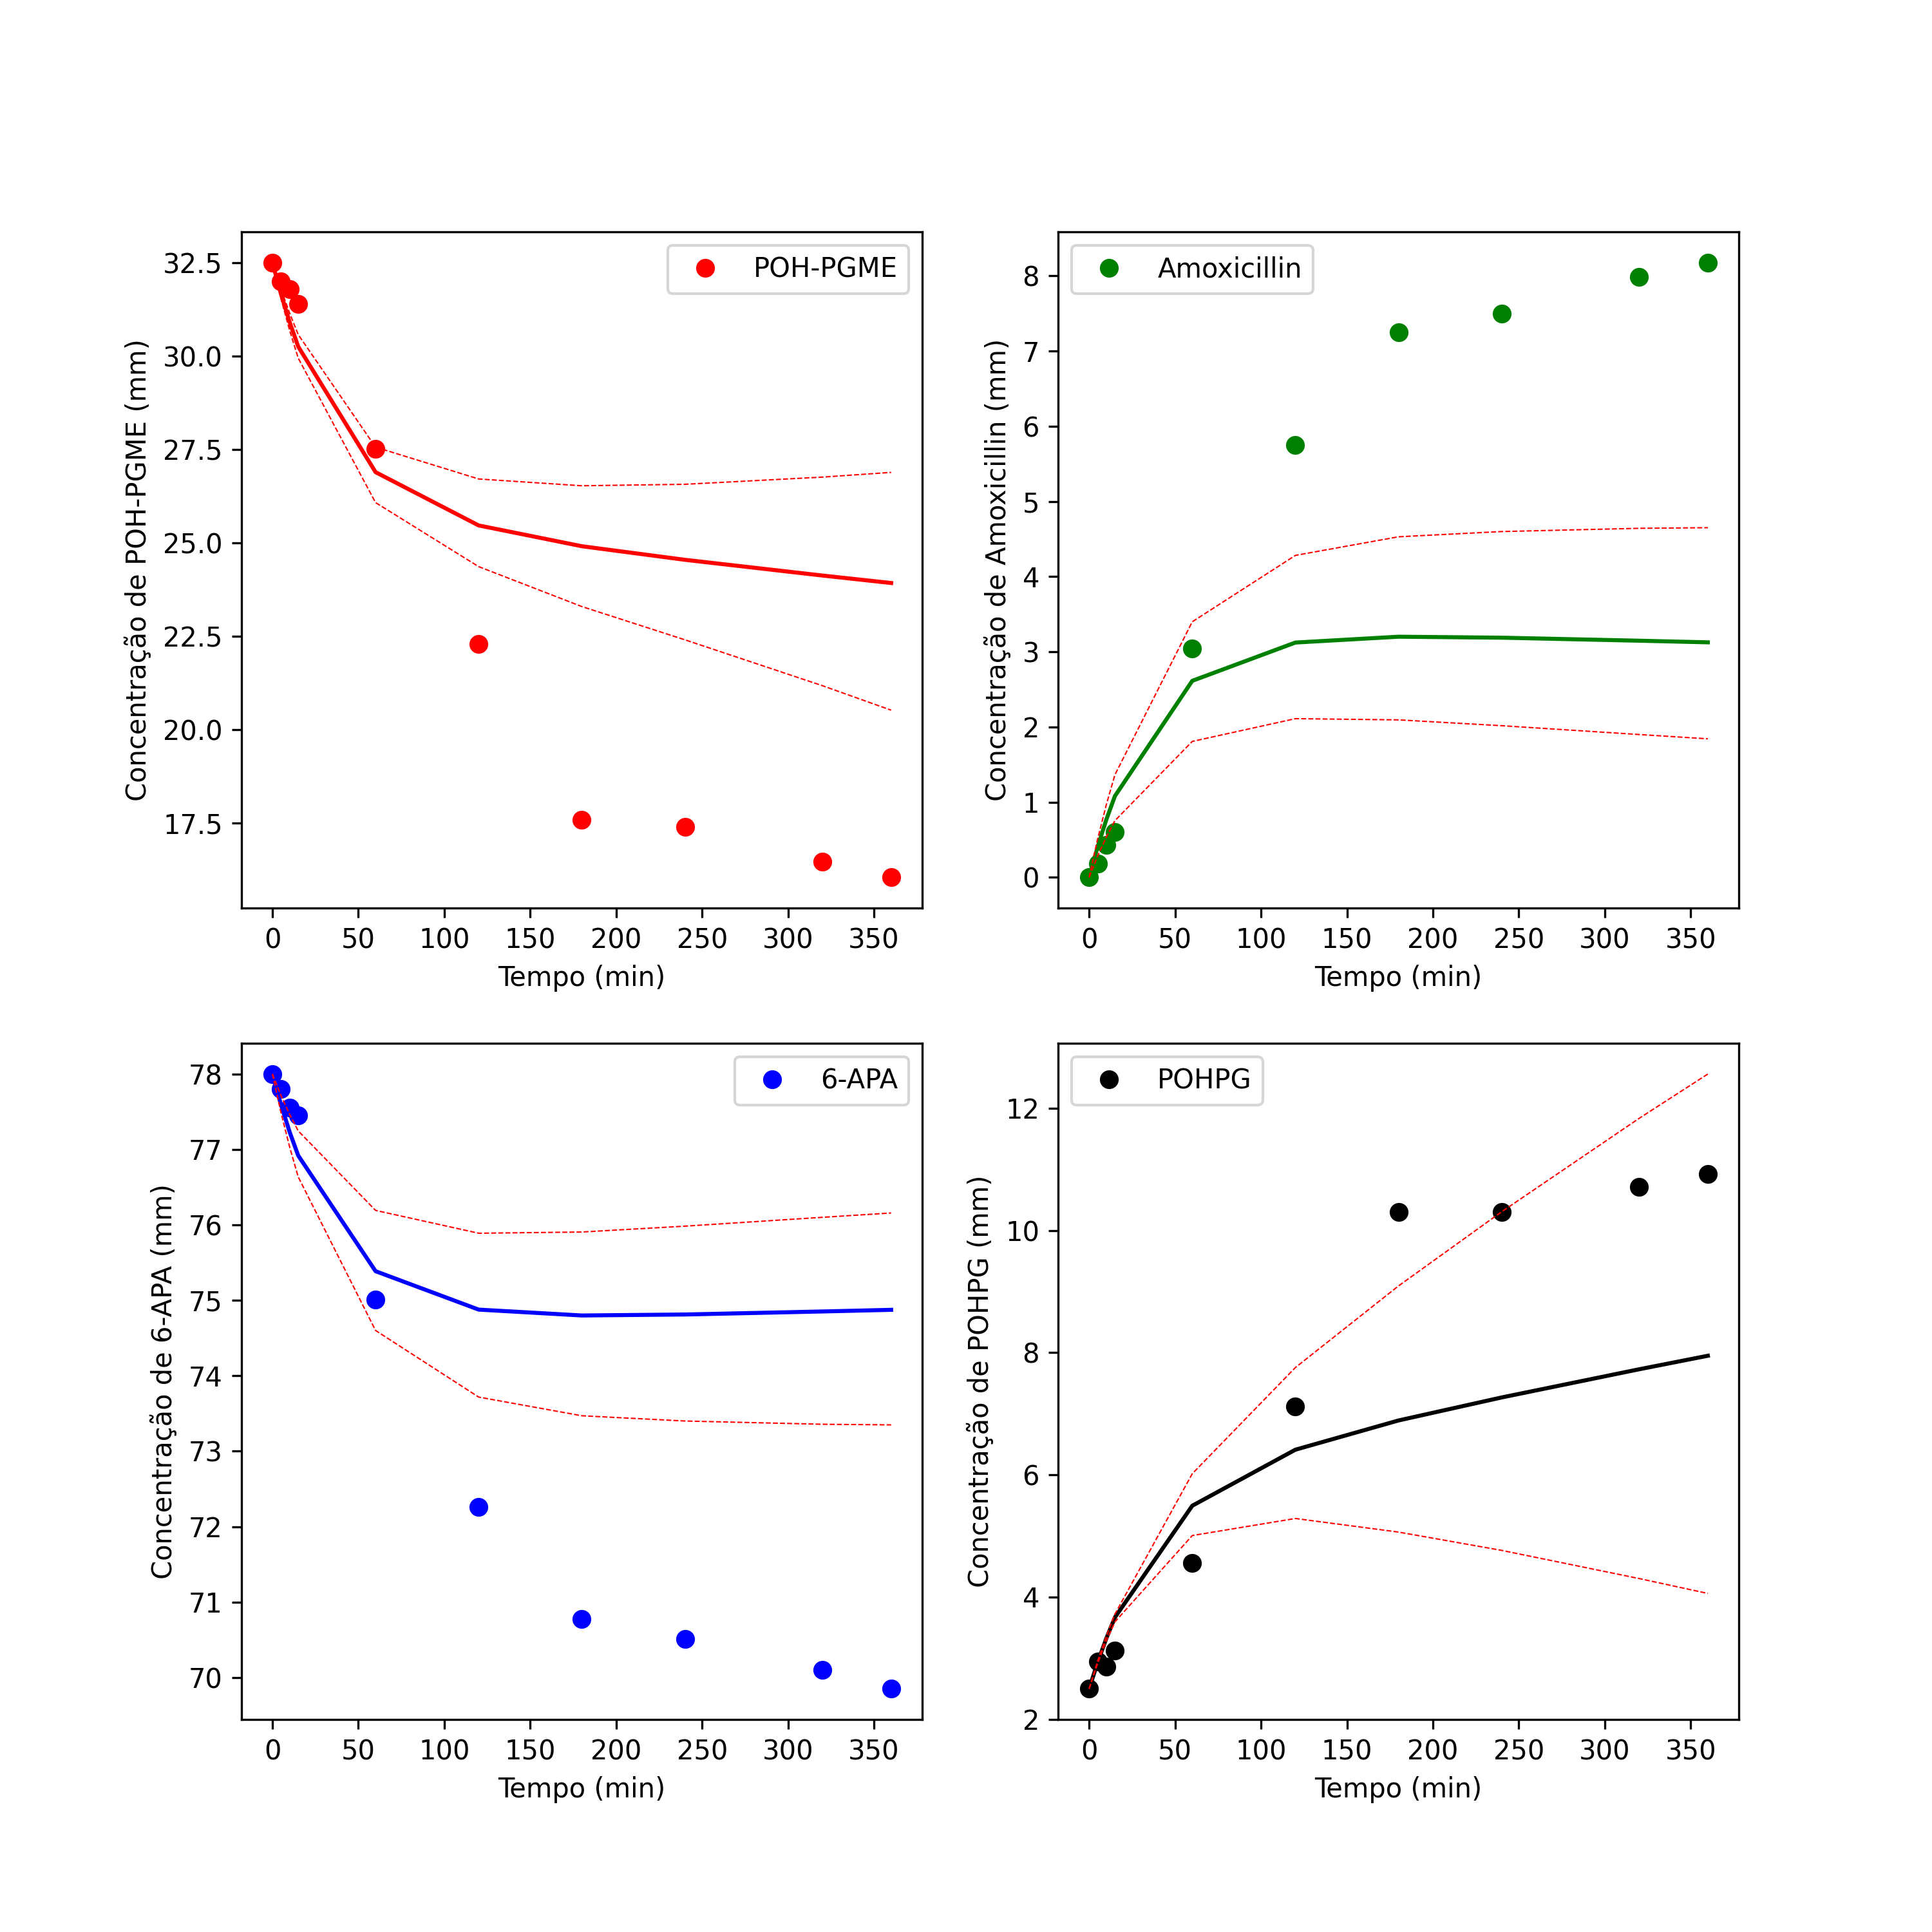 POH-PGME
Concentração de POH-PGME (mm)
32.5
30.0
27.5
25.0
22.5
20.0
17.5
0 50 100 150 200 250 300 350
Tempo (min)
Amoxicillin
Concentração de Amoxicillin (mm)
8
7
6
5
4
3
2
1
0
0 50 100 150 200 250 300 350
Tempo (min)
6-APA
Concentração de 6-APA (mm)
78
77
76
75
74
73
72
71
70
0 50 100 150 200 250 300 350
Tempo (min)
POHPG
Concentração de POHPG (mm)
12
10
8
6
4
2
0 50 100 150 200 250 300 350
Tempo (min)